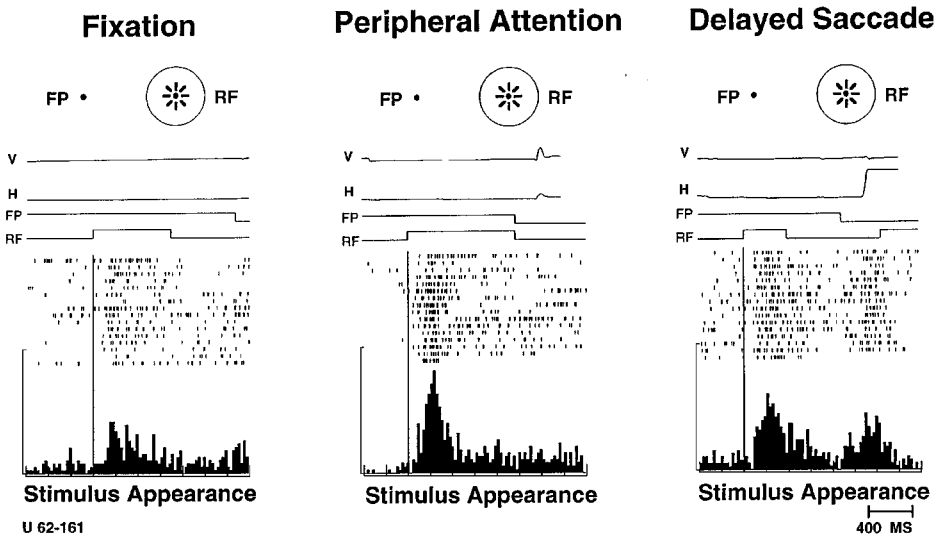 Fixation
Peripheral Attention
Delayed Saccade
FP RF
FP RF
FP RF
V
H
FP
RF
V
H
FP
RF
V
H
FP
RF
Stimulus Appearance
Stimulus Appearance
Stimulus Appearance
U 62-161
400 MS